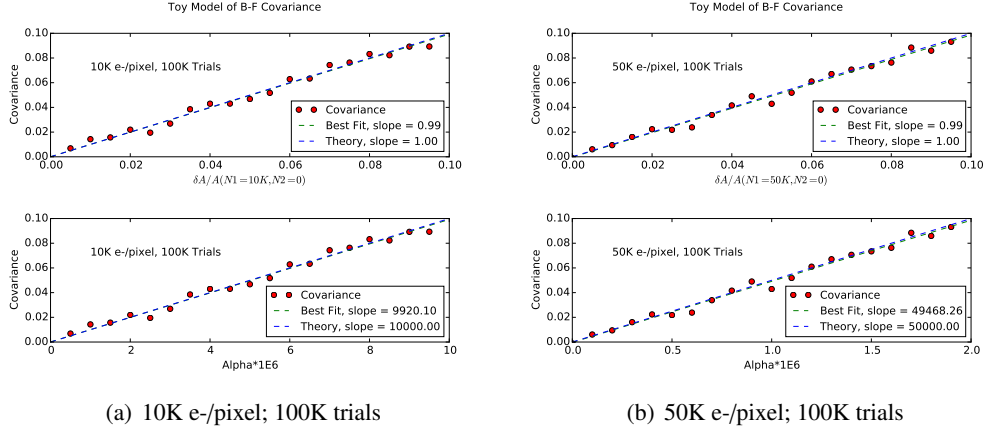 Toy Model of B-F Covariance
0.10
0.08
0.06
0.04
0.02
0.00
Covariance
10K e-/pixel, 100K Trials
Covariance
Best Fit, slope = 0.99
Theory, slope = 1.00
0.00 0.02 0.04 0.06 0.08 0.10
δA/A(N1=10K,N2=0)
0.10
0.08
0.06
0.04
0.02
0.00
Covariance
10K e-/pixel, 100K Trials
Covariance
Best Fit, slope = 9920.10
Theory, slope = 10000.00
0 2 4 6 8 10
Alpha*1E6
(a) 10K e-/pixel; 100K trials
Toy Model of B-F Covariance
0.10
0.08
0.06
0.04
0.02
0.00
Covariance
50K e-/pixel, 100K Trials
Covariance
Best Fit, slope = 0.99
Theory, slope = 1.00
0.00 0.02 0.04 0.06 0.08 0.10
δA/A(N1=50K,N2=0)
0.10
0.08
0.06
0.04
0.02
0.00
Covariance
50K e-/pixel, 100K Trials
Covariance
Best Fit, slope = 49468.26
Theory, slope = 50000.00
0.0 0.5 1.0 1.5 2.0
Alpha*1E6
(b) 50K e-/pixel; 100K trials